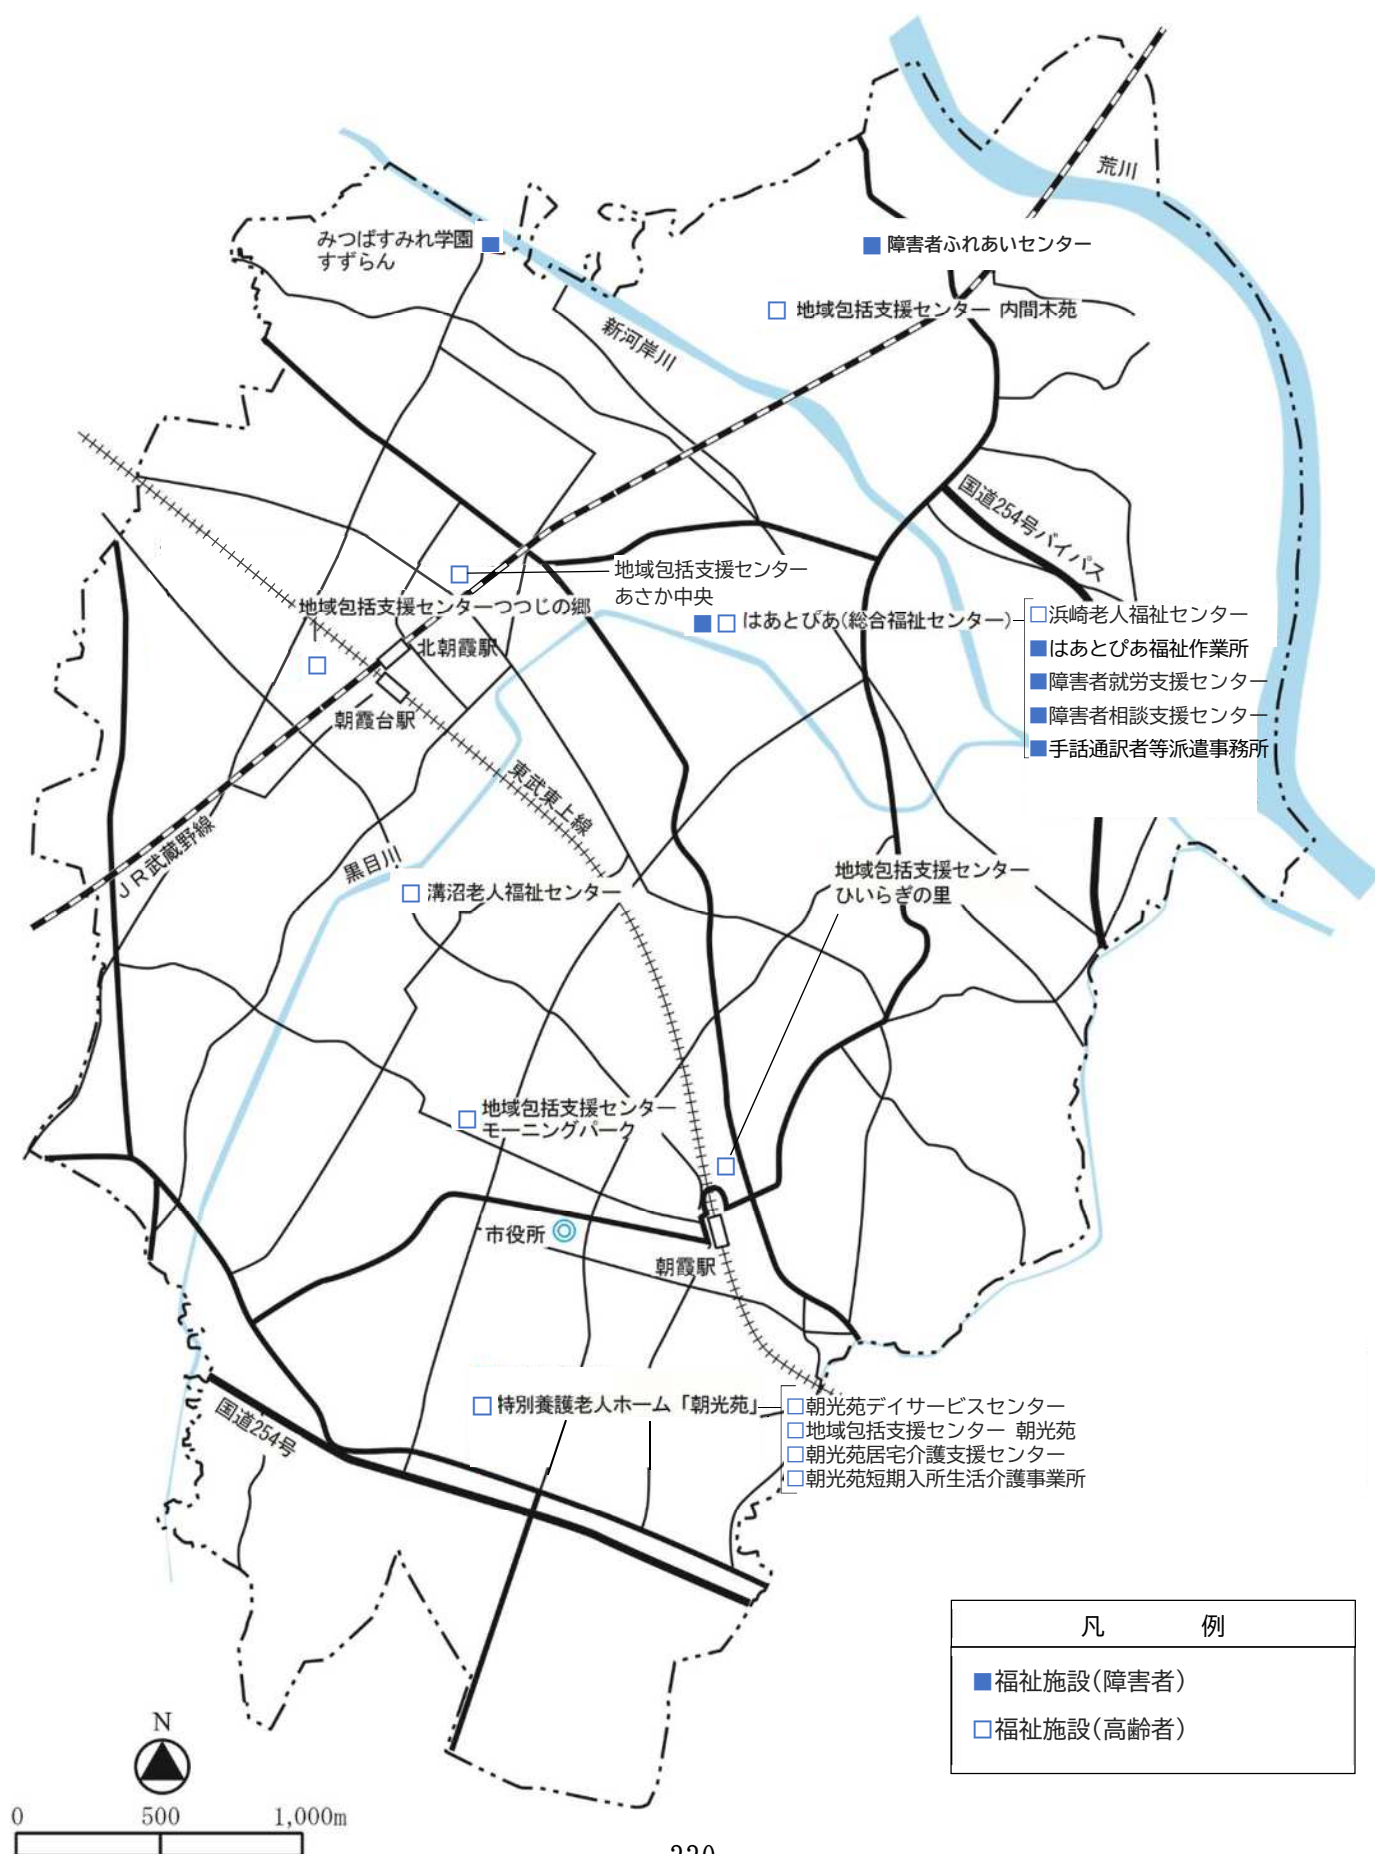 荒川
みつばすみれ学園
すずらん
障害者ふれあいセンター
地域包括支援センター 内間木苑
新河岸川
国道254号バイパス
地域包括支援センター
あさか中央
地域包括支援センターつつじの郷
はあとぴあ(総合福祉センター)
浜崎老人福祉センター
はあとぴあ福祉作業所
障害者就労支援センター
障害者相談支援センター
手話通訳者等派遣事務所
北朝霞駅
朝霞台駅
東武東上線
JR武蔵野線
黒目川
溝沼老人福祉センター
地域包括支援センター
ひいらぎの里
地域包括支援センター
モーニングパーク
市役所
朝霞駅
特別養護老人ホーム「朝光苑」
朝光苑デイサービスセンター
地域包括支援センター 朝光苑
朝光苑居宅介護支援センター
朝光苑短期入所生活介護事業所
国道254号
凡 例
福祉施設(障害者)
福祉施設(高齢者)
N
0 500 1,000m